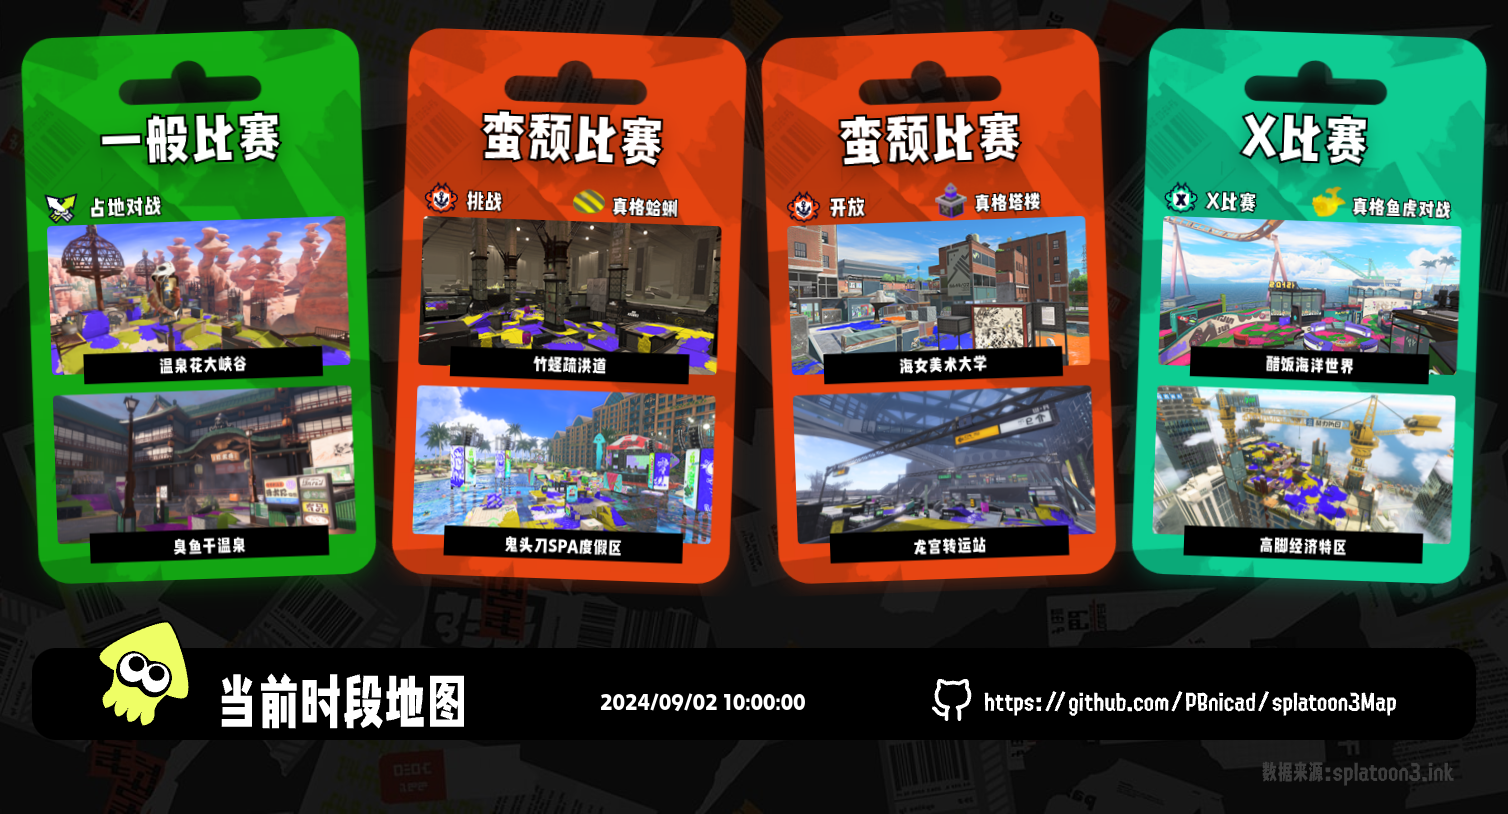 一般比赛
占地对战
温泉花大峡谷
臭鱼干温泉
蛮颓比赛
挑战
真格蛤蜊
竹蛏疏洪道
鬼头刀SPA度假区
蛮颓比赛
开放
真格塔楼
海女美术大学
龙宫转运站
X比赛
X比赛
真格鱼虎对战
醋饭海洋世界
高脚经济特区
当前时段地图
2024/09/02 10:00:00
https://github.com/PBnicad/splatoon3Map
数据来源:splatoon3.ink